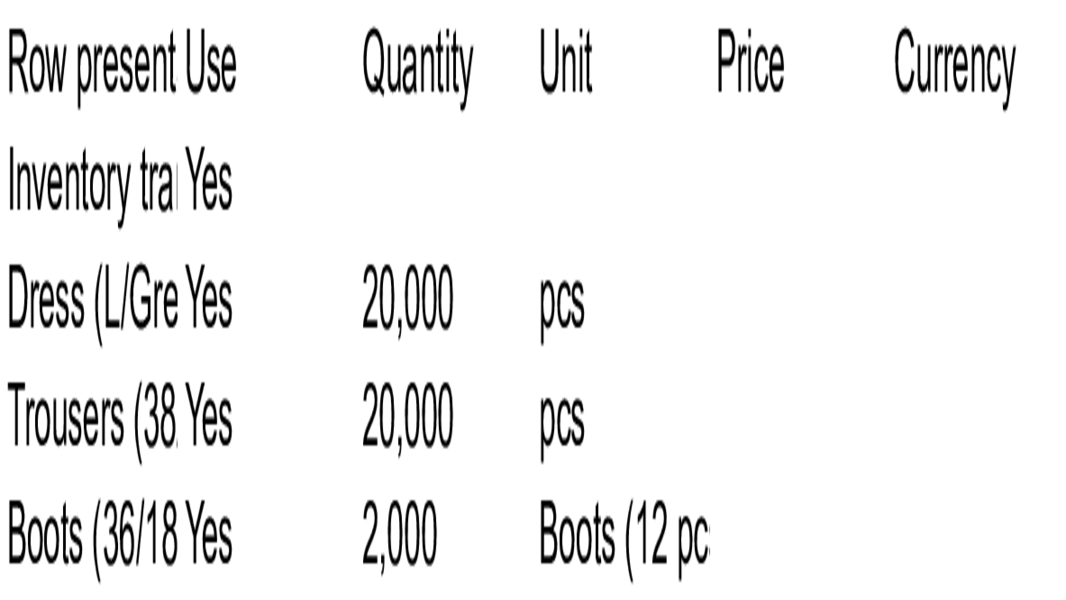 Row present Use Quantity Unit Price Currency
Inventory tra Yes
Dress (L/Gre Yes 20,000 pcs
Trousers (38 Yes 20,000 pcs
Boots (36/18 Yes 2,000 Boots (12 pc